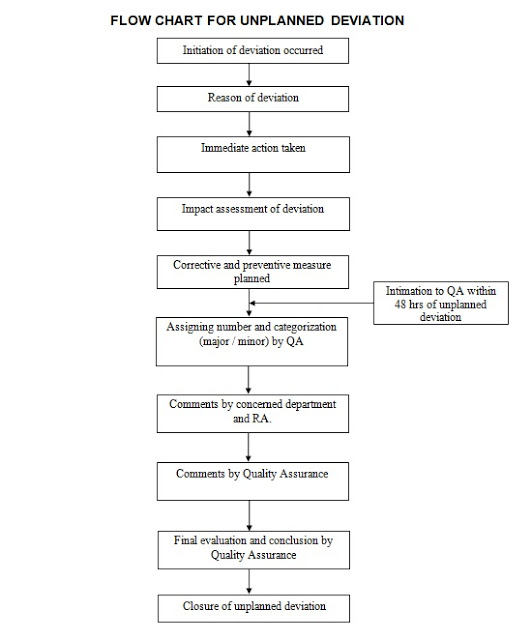 FLOW CHART FOR UNPLANNED DEVIATION
Initiation of deviation occurred
Reason of deviation
Immediate action taken
Impact assessment of deviation
Corrective and preventive measure
planned
Intimation to QA within
48 hrs of unplanned
deviation
Assigning number and categorization
(major / minor) by QA
Comments by concerned department
and RA.
Comments by Quality Assurance
Final evaluation and conclusion by
Quality Assurance
Closure of unplanned deviation